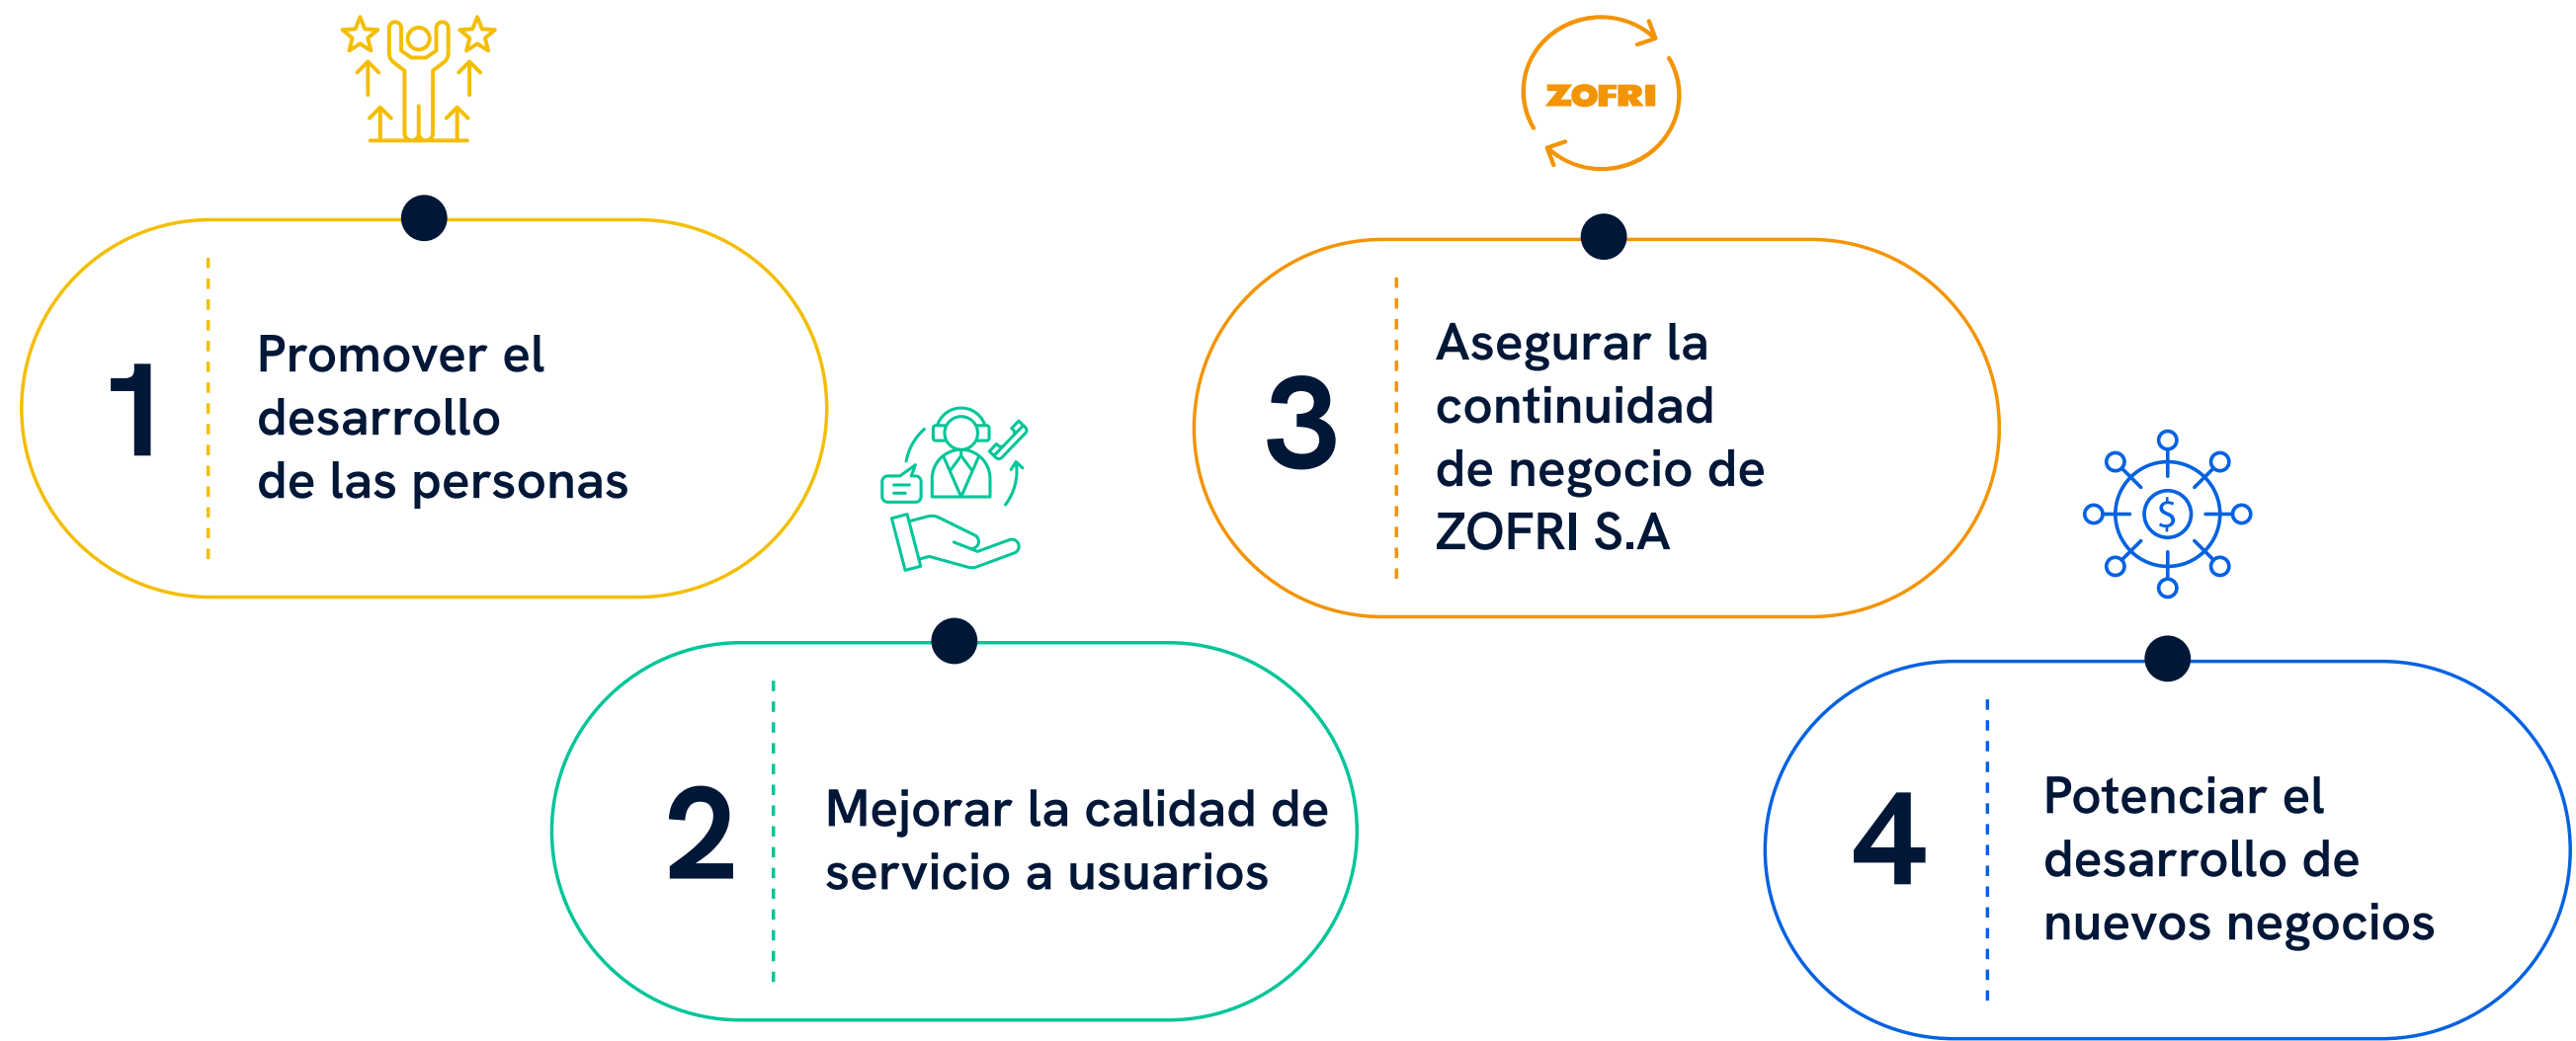 1
Promover el
desarrollo
de las personas
2
Mejorar la calidad de
servicio a usuarios
ZOFRI
3
Asegurar la
continuidad
de negocio de
ZOFRI S.A
$
4
Potenciar el
desarrollo de
nuevos negocios